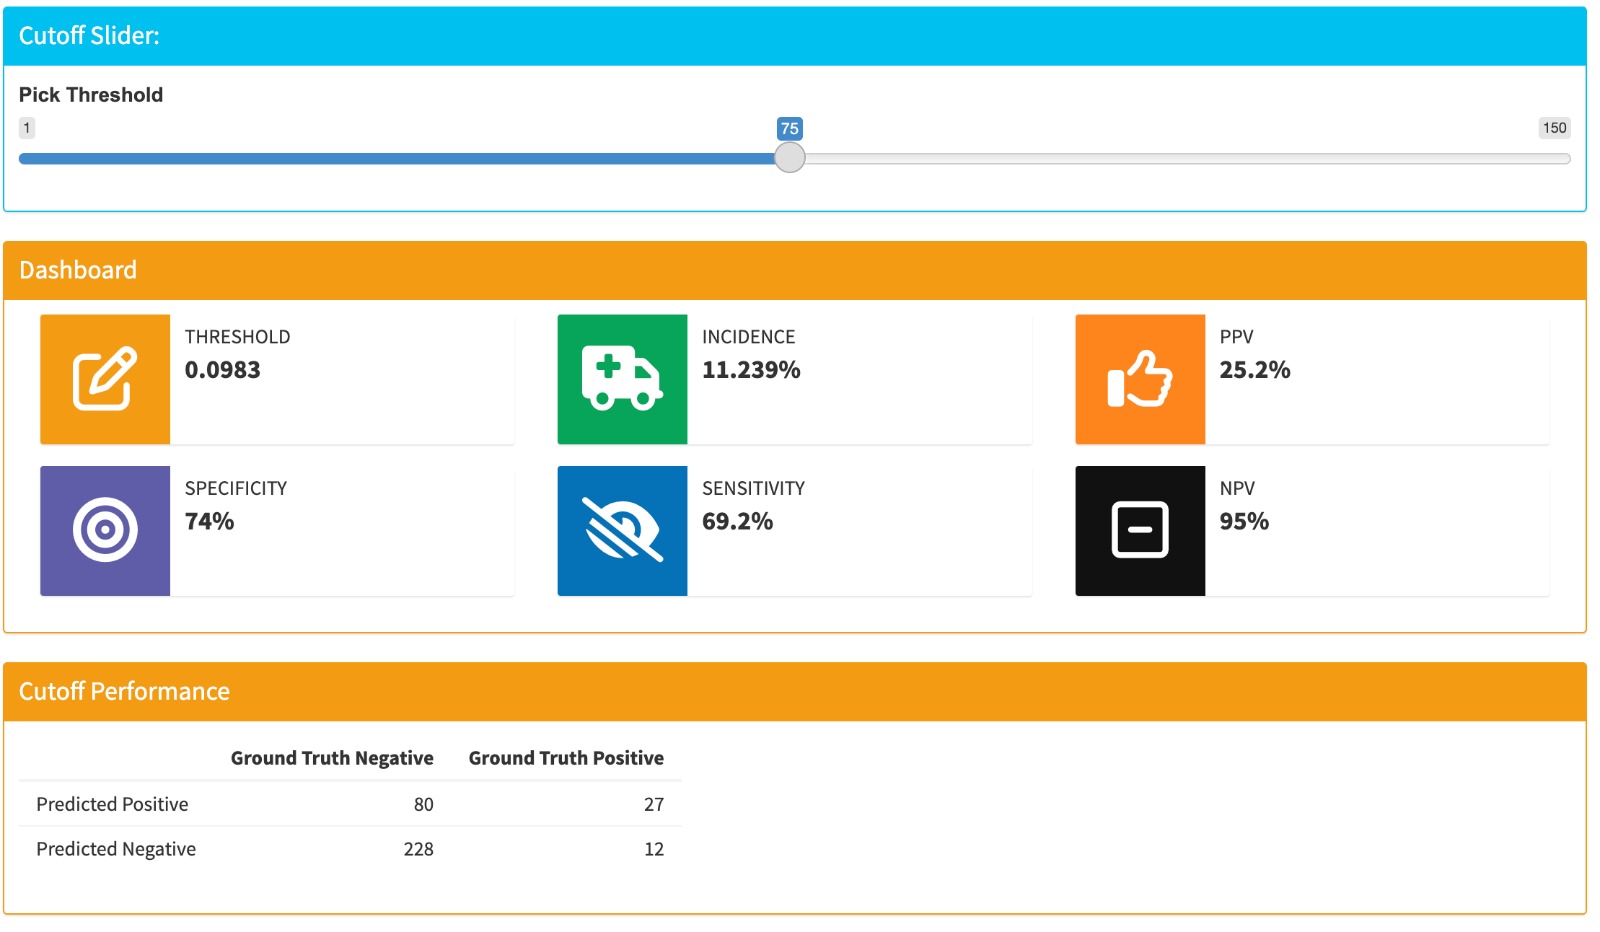 Cutoff Slider:
Pick Threshold
1 75 150
Dashboard
THRESHOLD
0.0983
INCIDENCE
11.239%
PPV
25.2%
SPECIFICITY
74%
SENSITIVITY
69.2%
NPV
95%
Cutoff Performance
Ground Truth Negative Ground Truth Positive
Predicted Positive 80 27
Predicted Negative 228 12